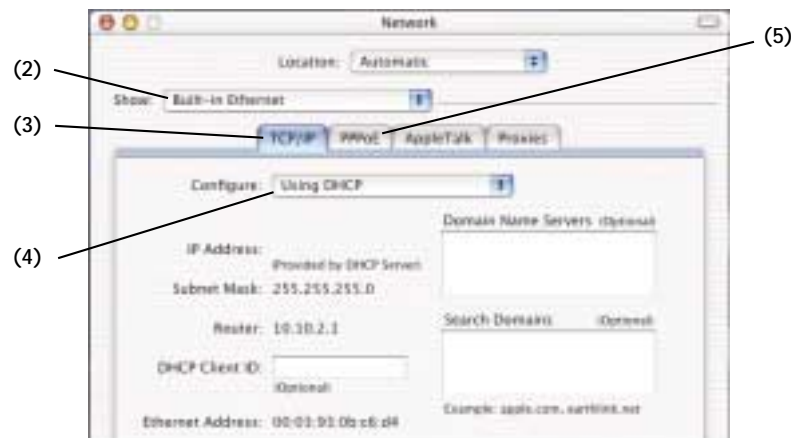 Network
(5)
Location: Automatic
(2)
Show: Built-in Ethernet
(3)
TCP/IP PPPoE AppleTalk Proxies
Configure: Using DHCP
Domain Name Servers (Optional)
(4)
IP Address:
(Provided by DHCP Server)
Subnet Mask: 255.255.255.0
Search Domains (Optional)
Router: 10.10.2.1
DHCP Client ID:
(Optional)
Example: apple.com, earthlink.net
Ethernet Address: 00:03:93:0b:c6:d4